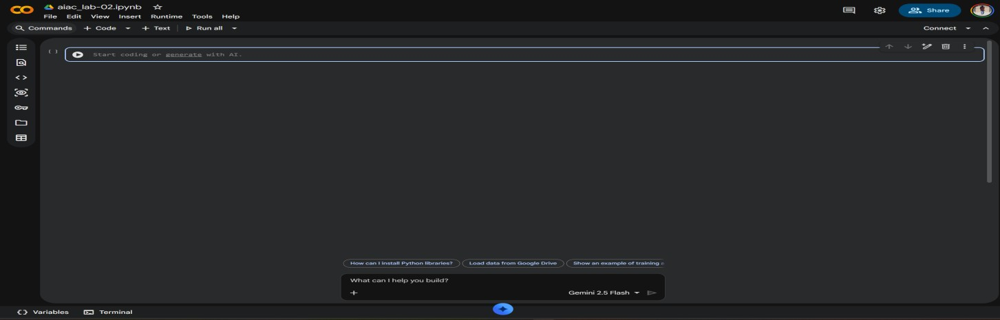 aiac_lab-02.ipynb
File Edit View Insert Runtime Tools Help
Share
Commands + Code + Text Run all
Connect
[ ] Start coding or generate with AI.
How can I install Python libraries? Load data from Google Drive Show an example of training
What can I help you build?
Gemini 2.5 Flash
Variables Terminal